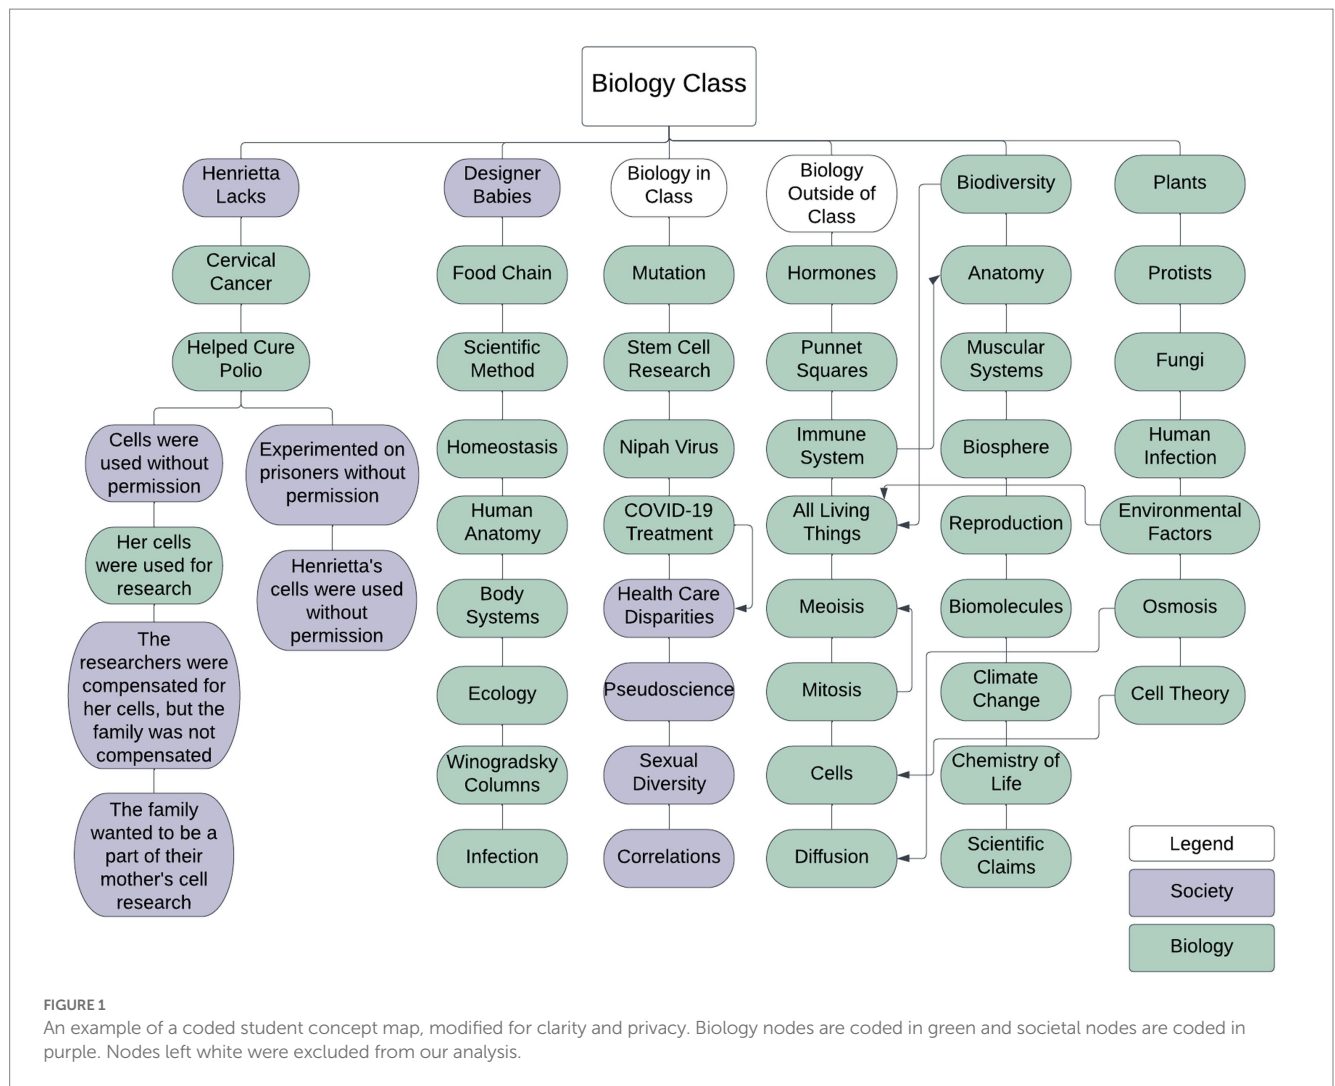 Biology Class
Henrietta
Lacks
Cervical
Cancer
Helped Cure
Polio
Cells were
used without
permission
Her cells
were used for
research
The
researchers were
compensated for
her cells, but the
family was not
compensated
The family
wanted to be a
part of their
mother's cell
research
Experimented on
prisoners without
permission
Henrietta's
cells were used
without
permission
Designer
Babies
Food Chain
Scientific
Method
Homeostasis
Human
Anatomy
Body
Systems
Ecology
Winogradsky
Columns
Infection
Biology in
Class
Mutation
Stem Cell
Research
Nipah Virus
COVID-19
Treatment
Health Care
Disparities
Pseudoscience
Sexual
Diversity
Correlations
Biology
Outside of
Class
Hormones
Punnet
Squares
Immune
System
All Living
Things
Meoisis
Mitosis
Cells
Diffusion
Biodiversity
Anatomy
Muscular
Systems
Biosphere
Reproduction
Biomolecules
Climate
Change
Chemistry of
Life
Scientific
Claims
Plants
Protists
Fungi
Human
Infection
Environmental
Factors
Osmosis
Cell Theory
Legend
Society
Biology
FIGURE 1
An example of a coded student concept map, modified for clarity and privacy. Biology nodes are coded in green and societal nodes are coded in
purple. Nodes left white were excluded from our analysis.